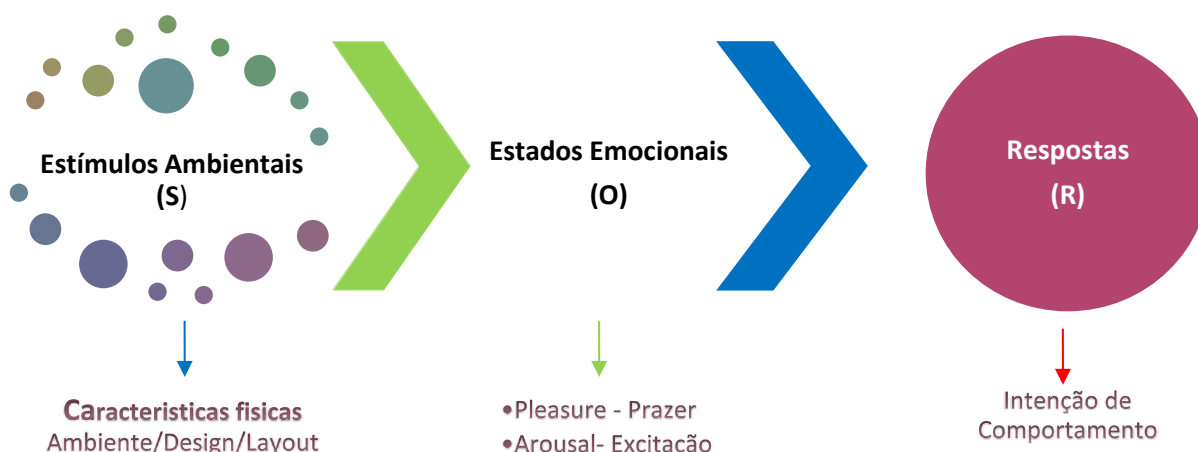 Estímulos Ambientais
(S)
Estados Emocionais
(O)
Respostas
(R)
Caracteristicas fisicas
Ambiente/Design/Layout
•Pleasure - Prazer
•Arousal- Excitação
Intenção de
Comportamento